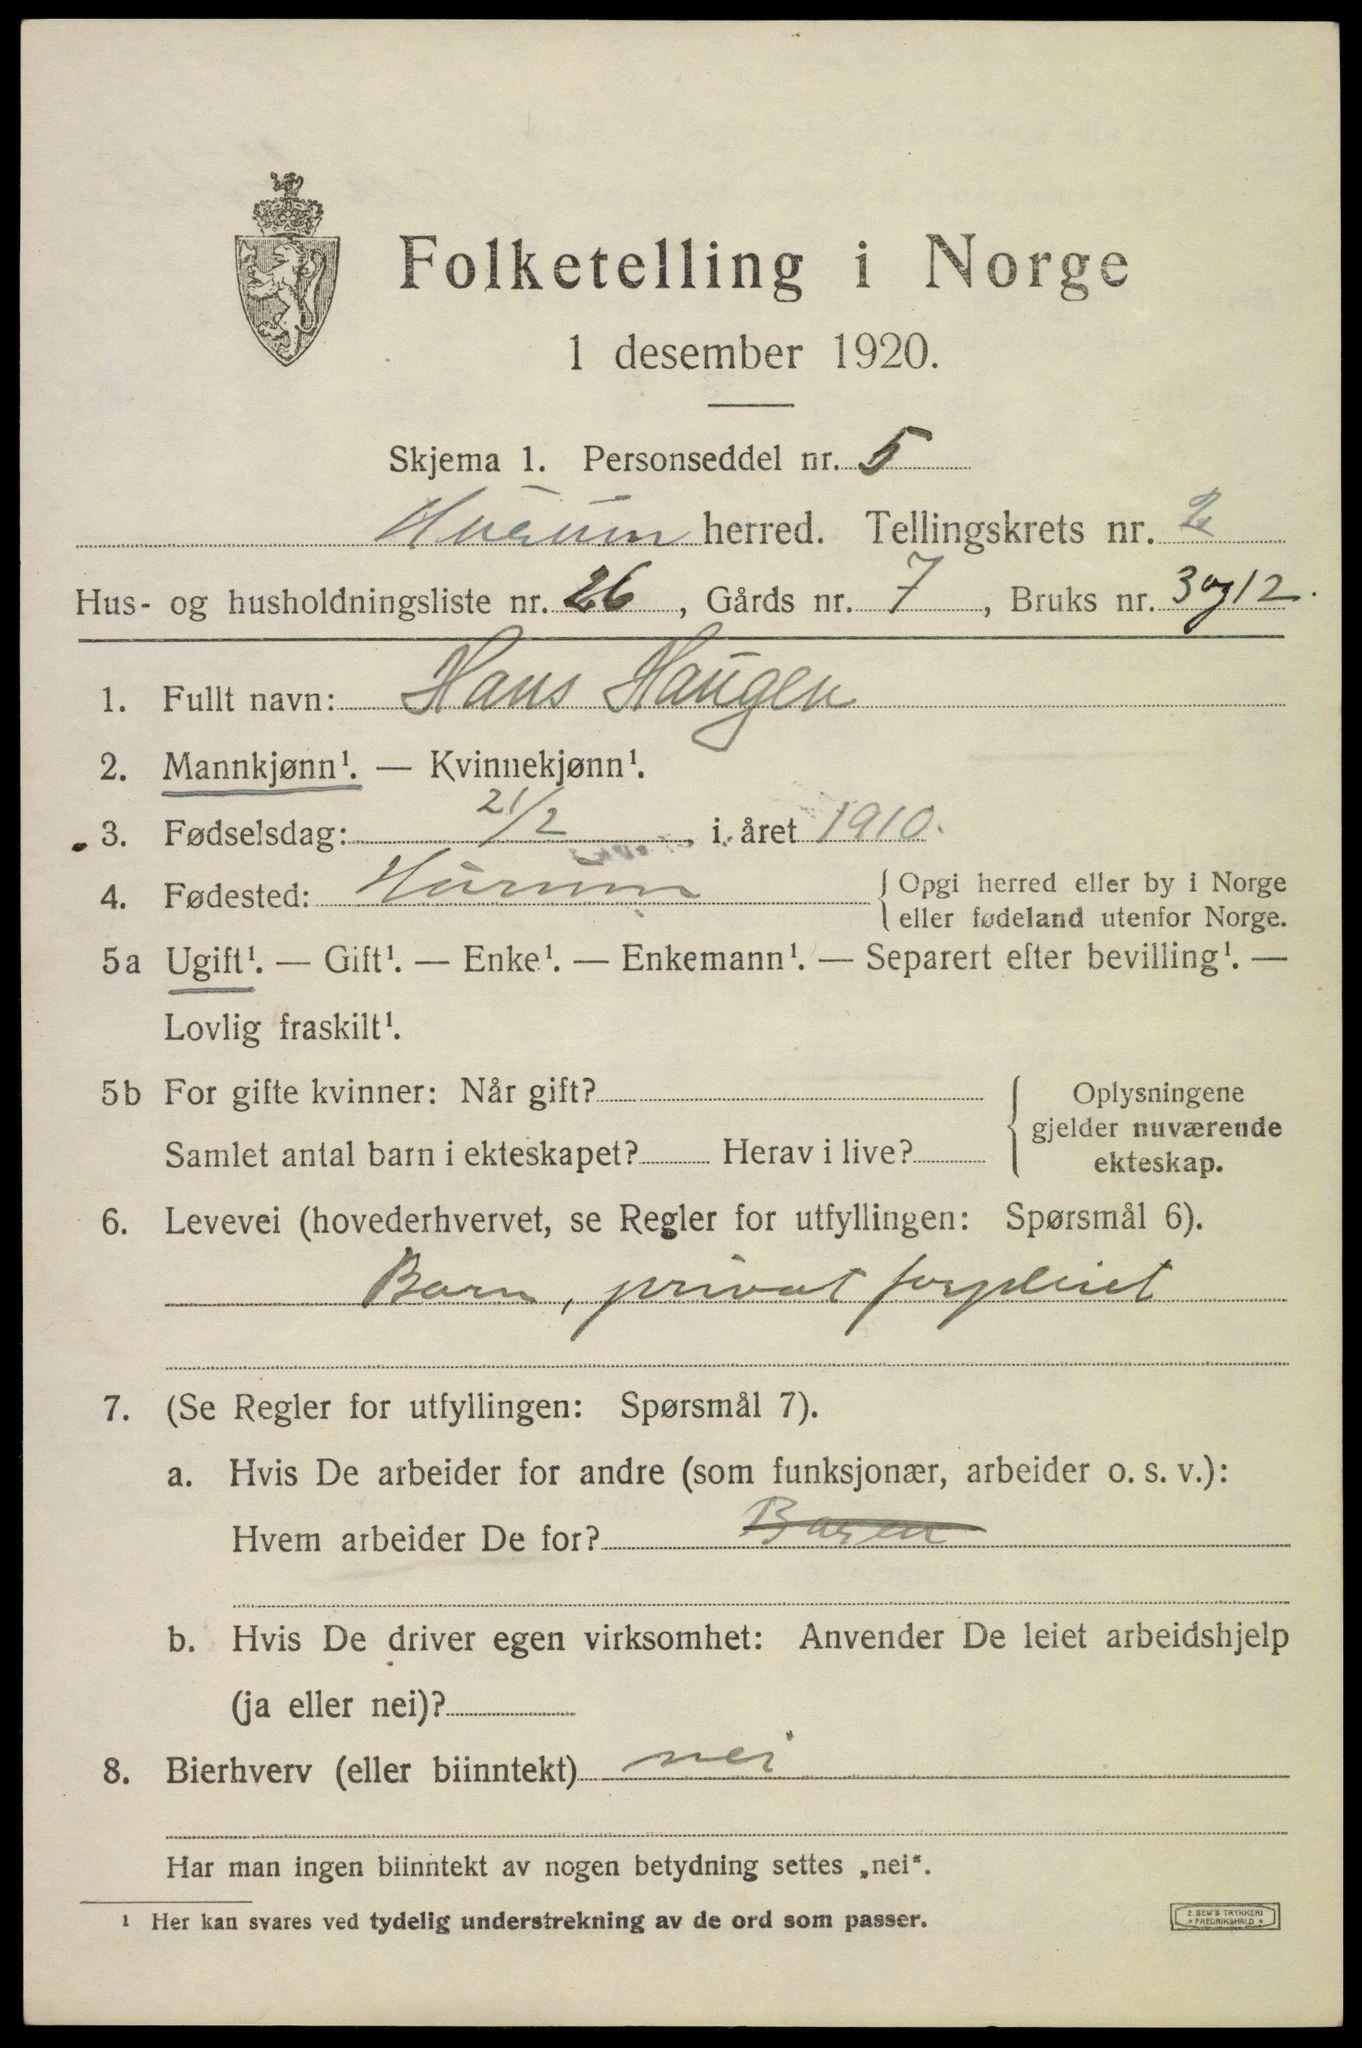 Folketelling i Norge
1 desember 1920.
Skjema 1. Personseddel nr. 5
Hurum herred. Tellingskrets nr. 2
Hus- og husholdningsliste nr. 26, Gårds nr. 7, Bruks nr. 3 og 12.
1. Fullt navn: Hans Haugen
2. Mannkjønn¹. — Kvinnekjønn¹.
3. Fødselsdag: 21/2, i året 1910.
4. Fødested: Hurum { Opgi herred eller by i Norge
eller fødeland utenfor Norge.
5a Ugift¹. — Gift¹. — Enke¹. — Enkemann¹. — Separert efter bevilling¹. —
Lovlig fraskilt¹.
5b For gifte kvinner: Når gift?
Samlet antal barn i ekteskapet? Herav i live?
Oplysningene
gjelder nuværende
ekteskap.
6. Levevei (hovederhvervet, se Regler for utfyllingen: Spørsmål 6).
Barn, privat forpleiet
7. (Se Regler for utfyllingen: Spørsmål 7).
a. Hvis De arbeider for andre (som funksjonær, arbeider o. s. v.):
Hvem arbeider De for?
b. Hvis De driver egen virksomhet: Anvender De leiet arbeidshjelp
(ja eller nei)?
8. Bierhverv (eller biinntekt) nei
Har man ingen biinntekt av nogen betydning settes „nei“.
¹ Her kan svares ved tydelig understrekning av de ord som passer.
E. SEM'S TRYKKERI
FREDRIKSHALD